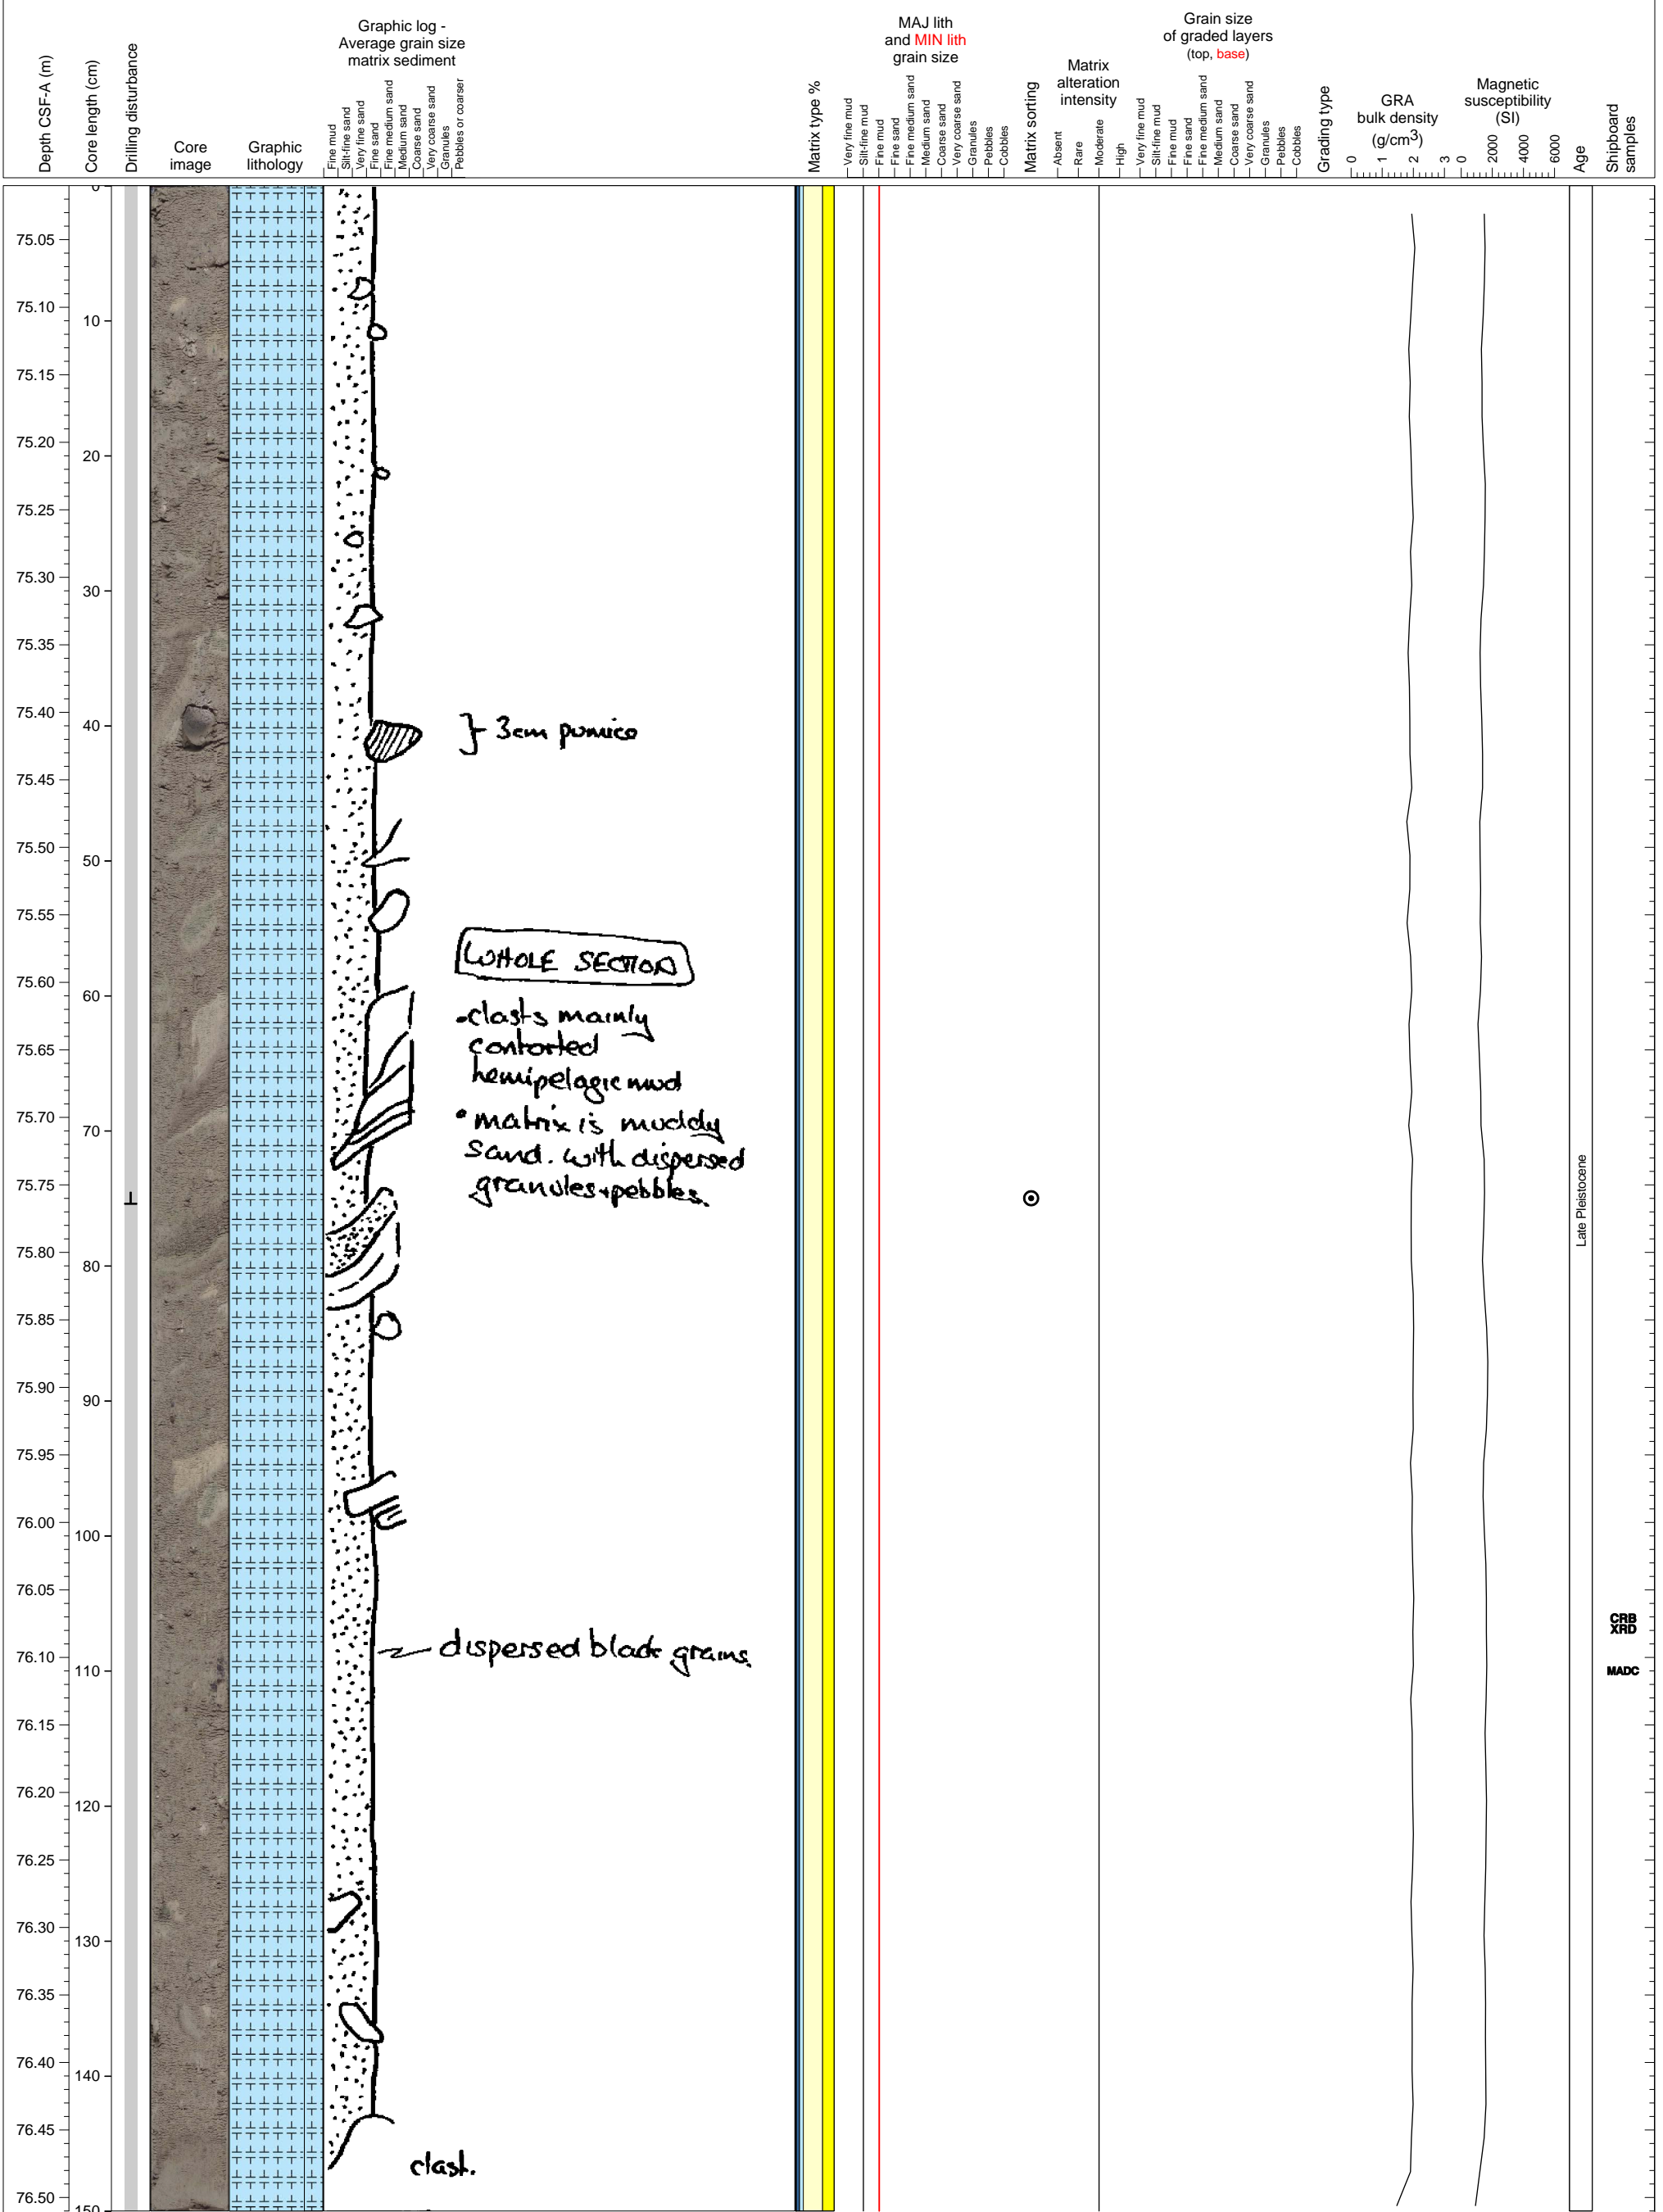 Depth CSF-A (m)
Core length (cm)
Drilling disturbance
Core
image
Graphic
lithology
Graphic log -
Average grain size
matrix sediment
Fine mud
Silt-fine sand
Very fine sand
Fine sand
Fine medium sand
Medium sand
Coarse sand
Very coarse sand
Granules
Pebbles or coarser
Matrix type %
MAJ lith
and MIN lith
grain size
Very fine mud
Silt-fine mud
Fine mud
Fine sand
Fine medium sand
Medium sand
Coarse sand
Very coarse sand
Granules
Pebbles
Cobbles
Matrix sorting
Matrix
alteration
intensity
Absent
Rare
Moderate
High
Grain size
of graded layers
(top, base)
Very fine mud
Silt-fine mud
Fine mud
Fine sand
Fine medium sand
Medium sand
Coarse sand
Very coarse sand
Granules
Pebbles
Cobbles
Grading type
GRA
bulk density
(g/cm3)
0 1 2 3
Magnetic
susceptibility
(SI)
0 2000 4000 6000
Age
Shipboard
samples
0
75.05
75.10
10
75.15
75.20
20
75.25
75.30
30
75.35
75.40
40
} 3cm pumice
75.45
75.50
50
75.55
WHOLE SECTION
75.60
60
•clasts mainly
contorted
75.65
hemipelagic mud
75.70
70
• matrix is muddy
sand. with dispersed
75.75
granules+pebbles.
Late Pleistocene
75.80
80
75.85
75.90
90
75.95
76.00
100
76.05
CRB
XRD
76.10
dispersed black grains.
110
MADC
76.15
76.20
120
76.25
76.30
130
76.35
76.40
140
76.45
clast.
76.50
150